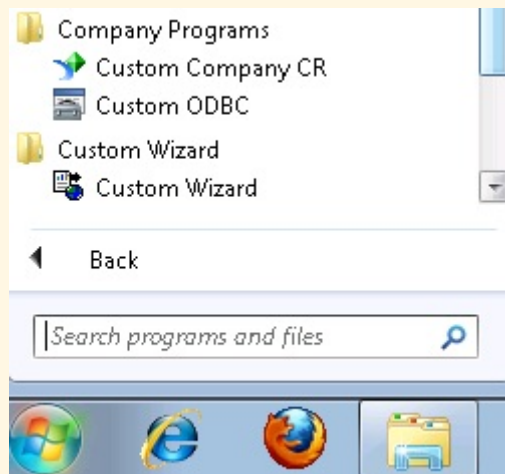 Company Programs
Custom Company CR
Custom ODBC
Custom Wizard
Custom Wizard
Back
Search programs and files